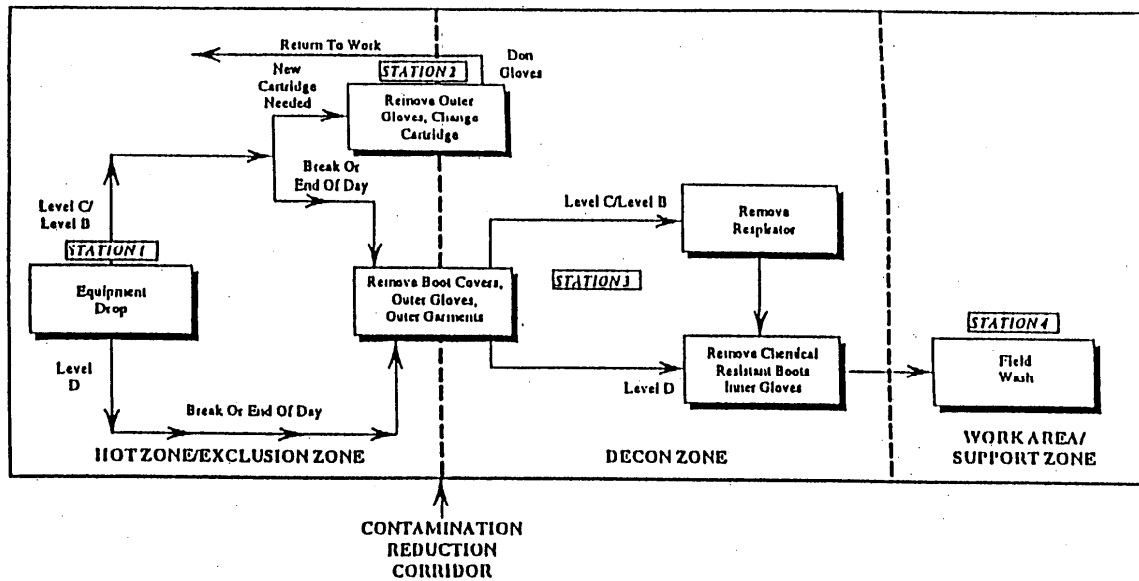 Return To Work
Don
Gloves
STATION 2
New
Cartridge
Needed
Remove Outer
Gloves, Change
Cartridge
Break Or
End Of Day
Level C/
Level B
STATION 1
Equipment
Drop
Level
D
Break Or End Of Day
HOT ZONE/EXCLUSION ZONE
Remove Boot Covers,
Outer Gloves,
Outer Garments
Level C/Level B
Remove
Respirator
STATION 3
Level D
Remove Chemical
Resistant Boots
Inner Gloves
DECON ZONE
STATION 4
Field
Wash
WORK AREA/
SUPPORT ZONE
CONTAMINATION
REDUCTION
CORRIDOR